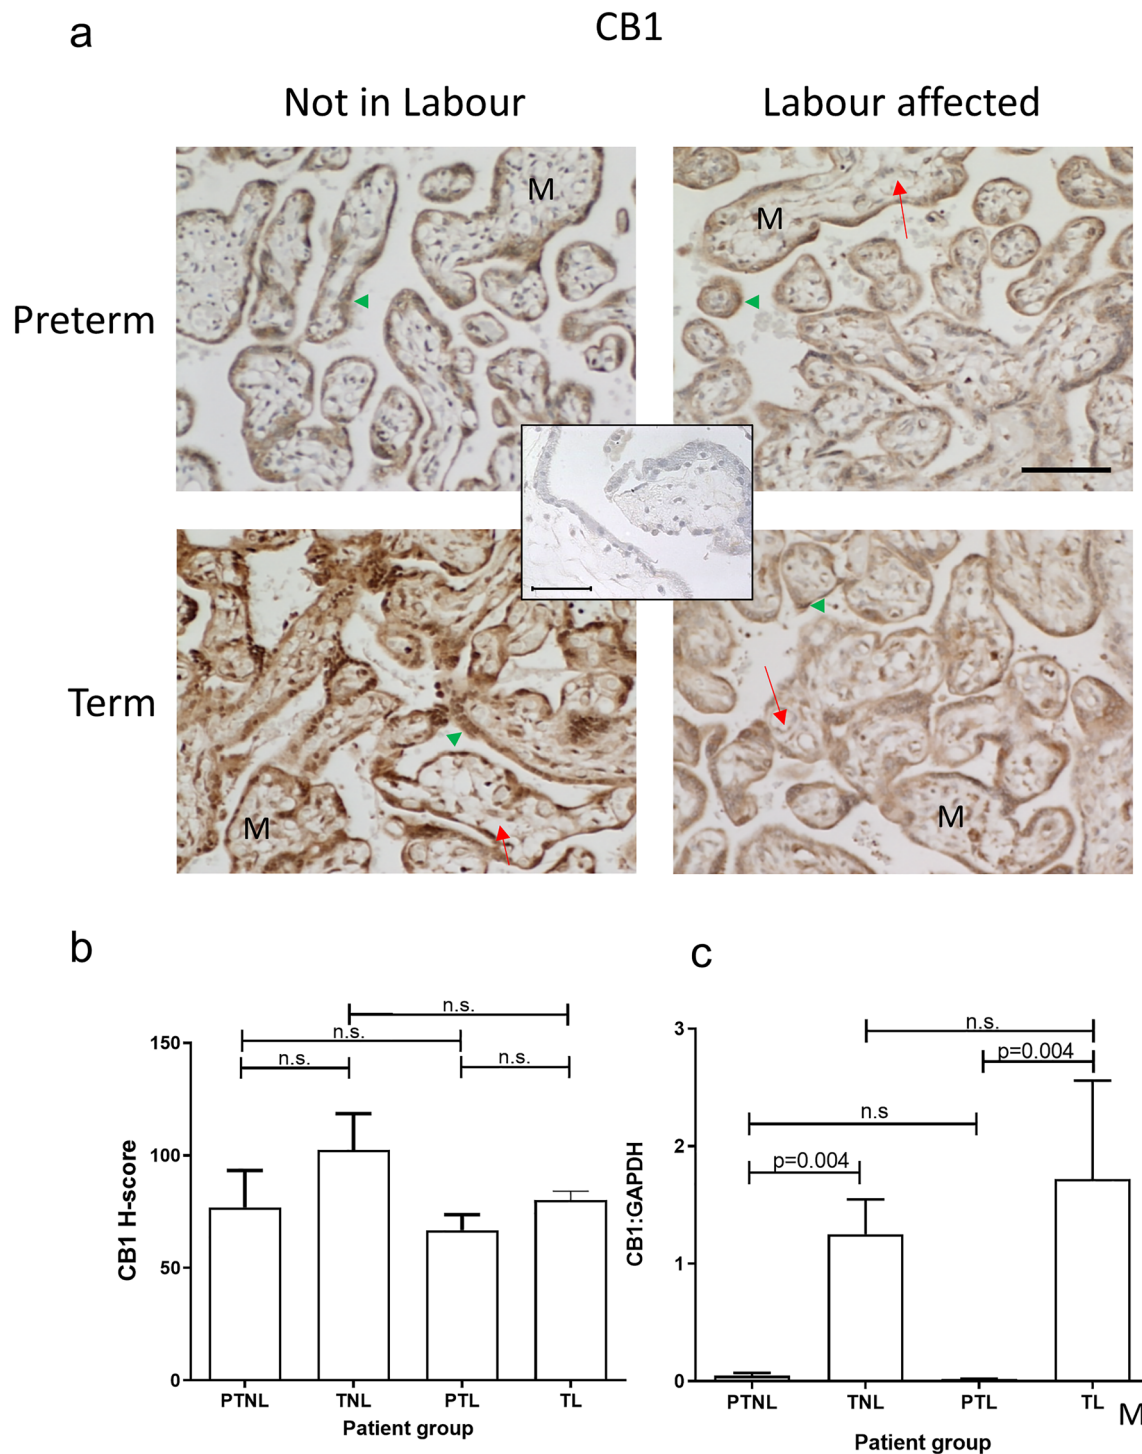 a
CB1
Not in Labour
Labour affected
Preterm
M
M
Term
M
M
b
n.s.
n.s.
n.s.
n.s.
150
100
50
0
CB1 H-score
PTNL
TNL
PTL
TL
Patient group
c
n.s.
p=0.004
n.s
p=0.004
3
2
1
0
CB1:GAPDH
PTNL
TNL
PTL
TL
M
Patient group